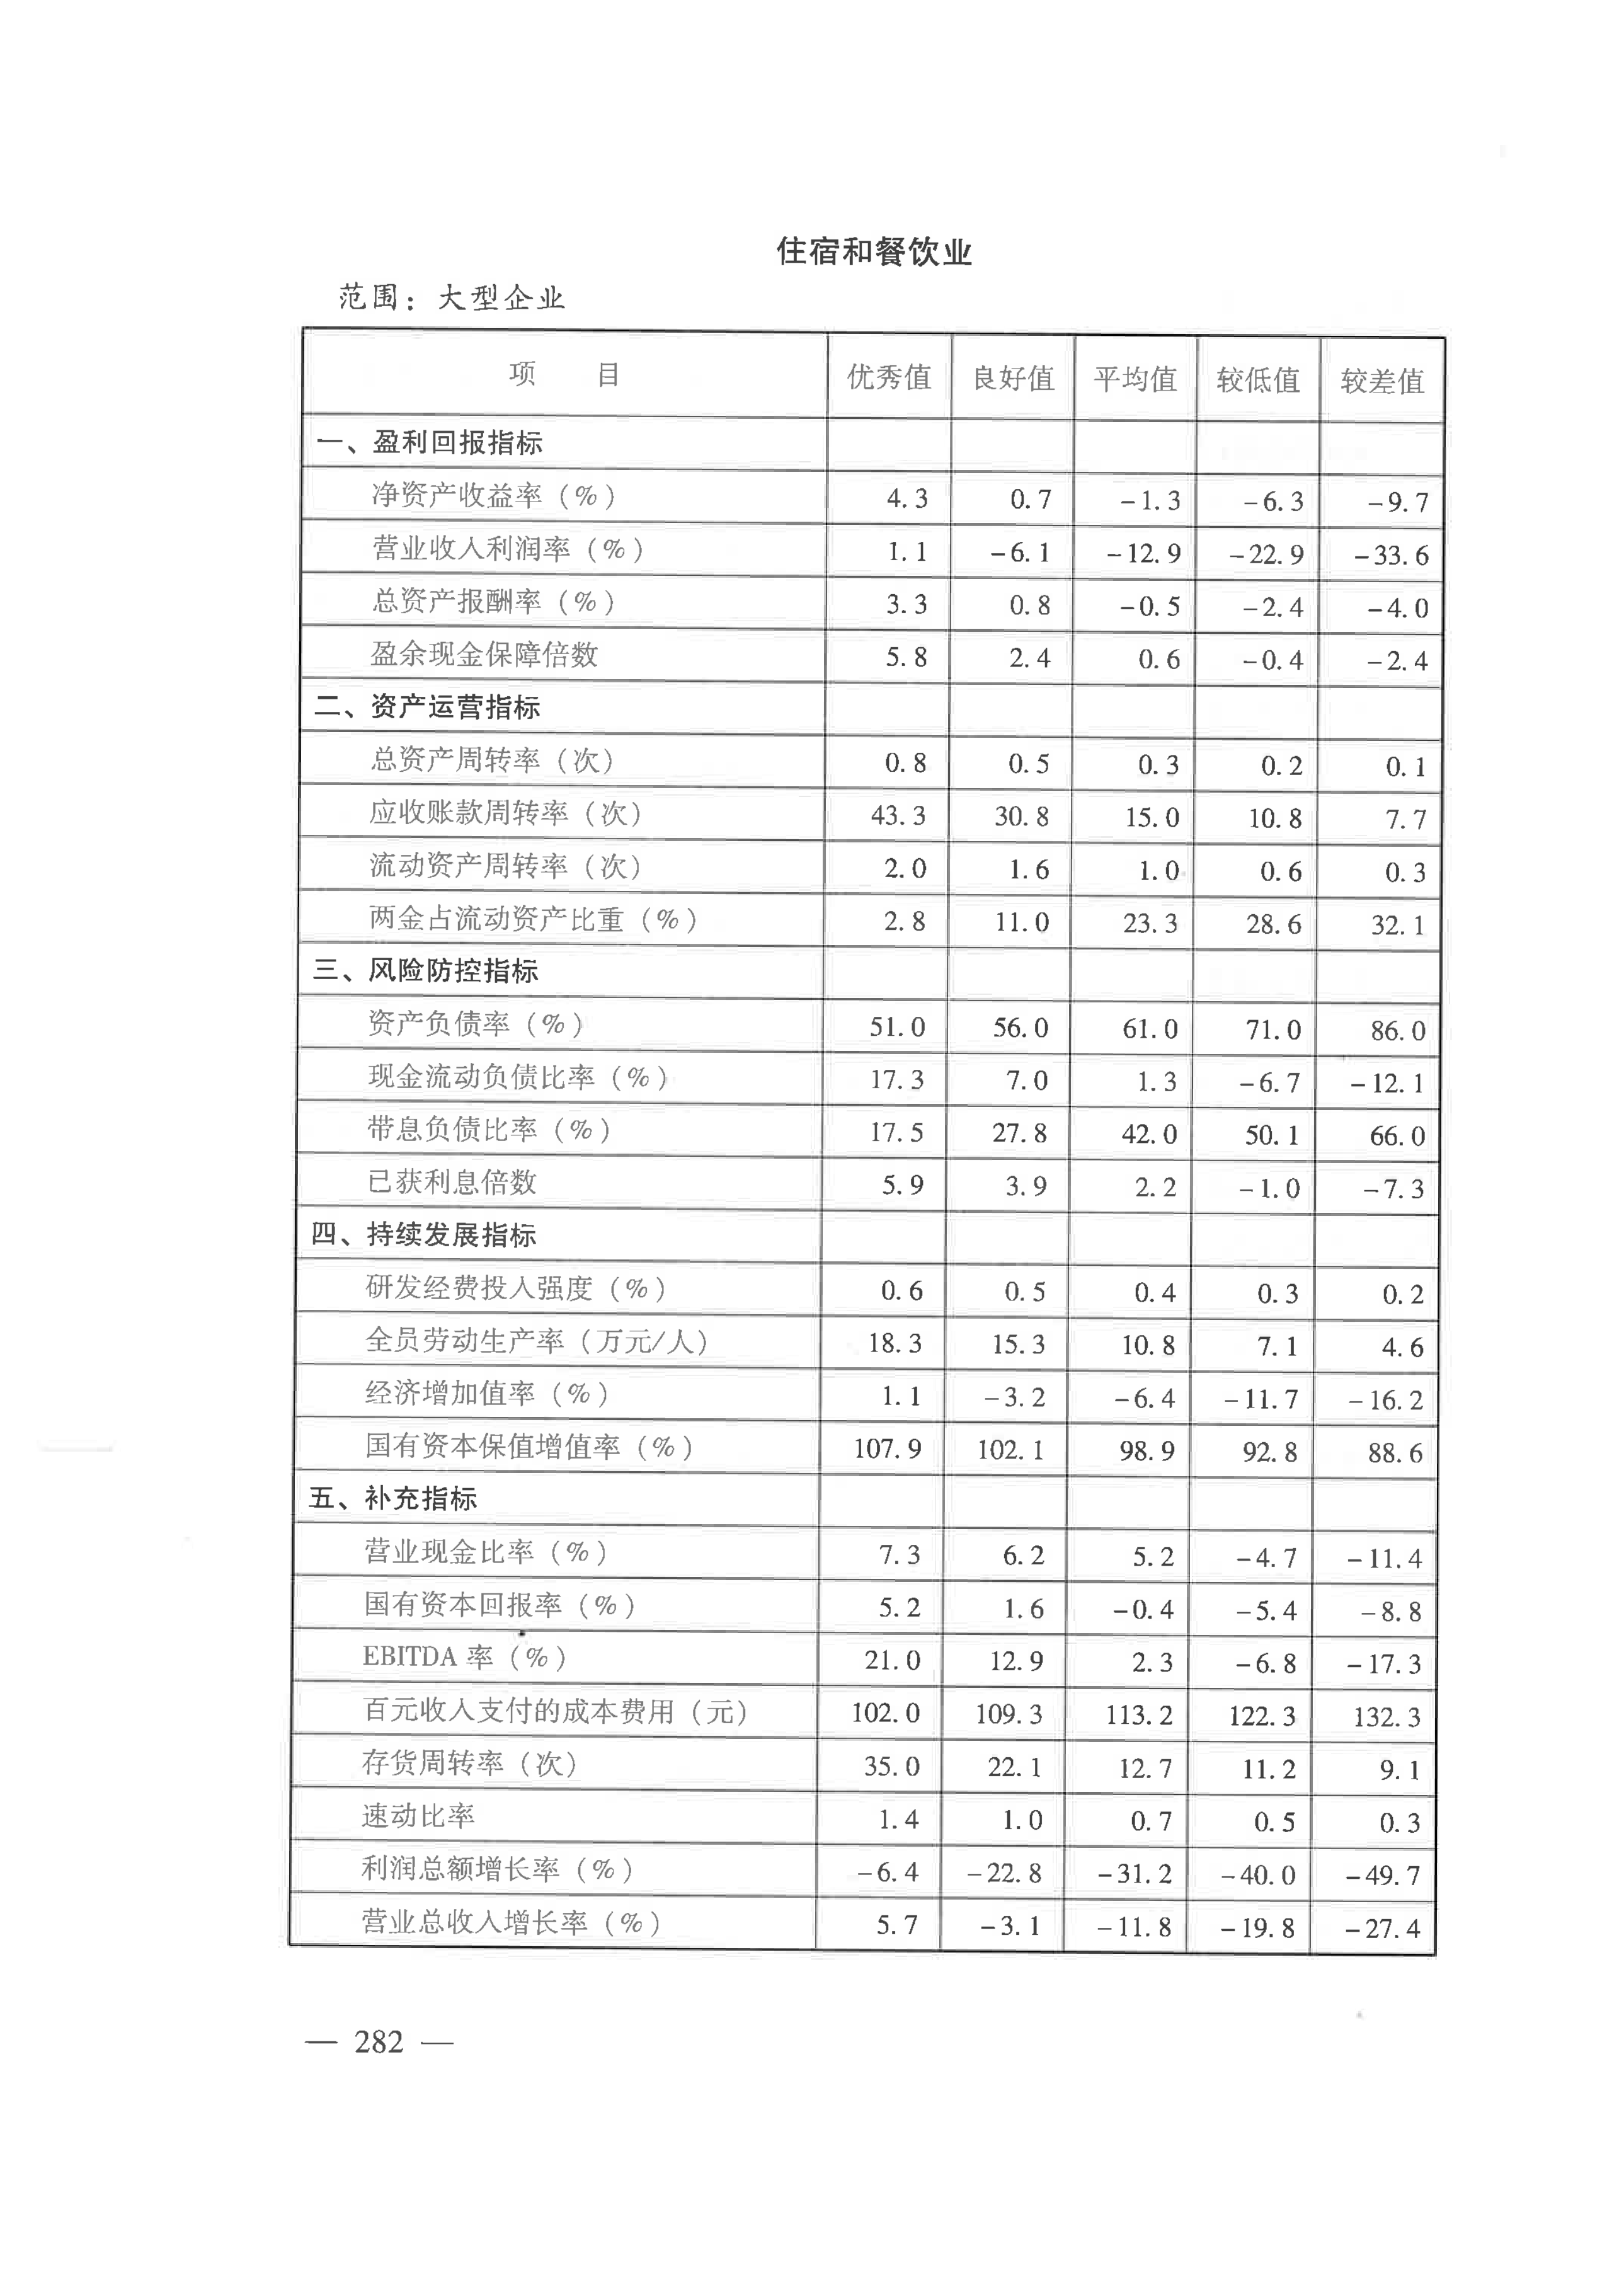 住宿和餐饮业
范围：大型企业
项 目 优秀值 良好值 平均值 较低值 较差值
一、盈利回报指标
净资产收益率（%） 4.3 0.7 -1.3 -6.3 -9.7
营业收入利润率（%） 1.1 -6.1 -12.9 -22.9 -33.6
总资产报酬率（%） 3.3 0.8 -0.5 -2.4 -4.0
盈余现金保障倍数 5.8 2.4 0.6 -0.4 -2.4
二、资产运营指标
总资产周转率（次） 0.8 0.5 0.3 0.2 0.1
应收账款周转率（次） 43.3 30.8 15.0 10.8 7.7
流动资产周转率（次） 2.0 1.6 1.0 0.6 0.3
两金占流动资产比重（%） 2.8 11.0 23.3 28.6 32.1
三、风险防控指标
资产负债率（%） 51.0 56.0 61.0 71.0 86.0
现金流动负债比率（%） 17.3 7.0 1.3 -6.7 -12.1
带息负债比率（%） 17.5 27.8 42.0 50.1 66.0
已获利息倍数 5.9 3.9 2.2 -1.0 -7.3
四、持续发展指标
研发经费投入强度（%） 0.6 0.5 0.4 0.3 0.2
全员劳动生产率（万元/人） 18.3 15.3 10.8 7.1 4.6
经济增加值率（%） 1.1 -3.2 -6.4 -11.7 -16.2
国有资本保值增值率（%） 107.9 102.1 98.9 92.8 88.6
五、补充指标
营业现金比率（%） 7.3 6.2 5.2 -4.7 -11.4
国有资本回报率（%） 5.2 1.6 -0.4 -5.4 -8.8
EBITDA 率（%） 21.0 12.9 2.3 -6.8 -17.3
百元收入支付的成本费用（元） 102.0 109.3 113.2 122.3 132.3
存货周转率（次） 35.0 22.1 12.7 11.2 9.1
速动比率 1.4 1.0 0.7 0.5 0.3
利润总额增长率（%） -6.4 -22.8 -31.2 -40.0 -49.7
营业总收入增长率（%） 5.7 -3.1 -11.8 -19.8 -27.4
— 282 —